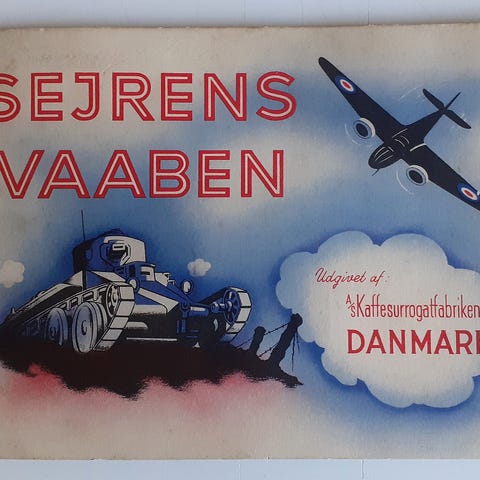 SEJRENS
VAABEN
Udgivet af:
A/S Kaffesurrogatfabriken
DANMARK